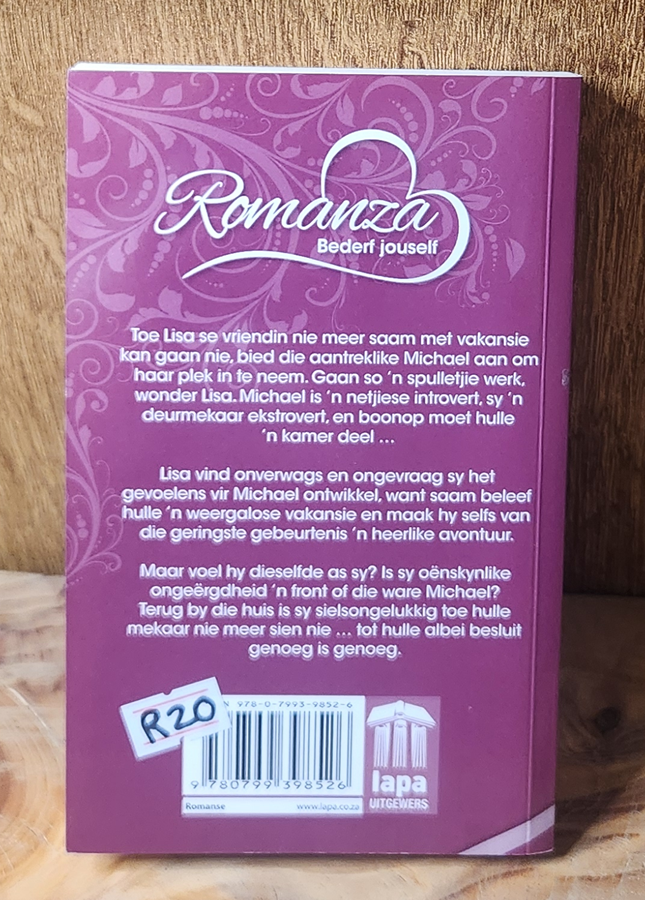 Romanza
Bederf jouself
Toe Lisa se vriendin nie meer saam met vakansie
kan gaan nie, bied die aantreklike Michael aan om
haar plek in te neem. Gaan so 'n spulletjie werk,
wonder Lisa. Michael is 'n netjiese introvert, sy 'n
deurmekaar ekstrovert, en boonop moet hulle
'n kamer deel ...
Lisa vind onverwags en ongevraag sy het
gevoelens vir Michael ontwikkel, want saam beleef
hulle 'n weergalose vakansie en maak hy selfs van
die geringste gebeurtenis 'n heerlike avontuur.
Maar voel hy dieselfde as sy? Is sy oënskynlike
ongeërgdheid 'n front of die ware Michael?
Terug by die huis is sy sielsongelukkig toe hulle
mekaar nie meer sien nie ... tot hulle albei besluit
genoeg is genoeg.
R20
N 978-0-7993-9852-6
9 780799 398526
Romanse www.lapa.co.za
lapa
UITGEWERS